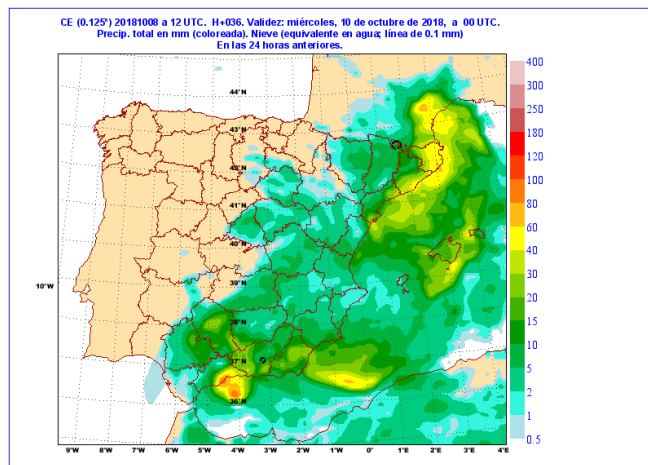 CE (0.125°) 20181008 a 12 UTC. H+036. Validez: miércoles, 10 de octubre de 2018, a 00 UTC.
Precip. total en mm (coloreada). Nieve (equivalente en agua; línea de 0.1 mm)
En las 24 horas anteriores.
44°N
43°N
42°N
41°N
40°N
39°N
38°N
37°N
36°N
10°W
9°W 8°W 7°W 6°W 5°W 4°W 3°W 2°W 1°W 0° 1°E 2°E 3°E 4°E
400
300
250
180
120
100
80
60
40
30
20
15
10
5
2
1
0.5